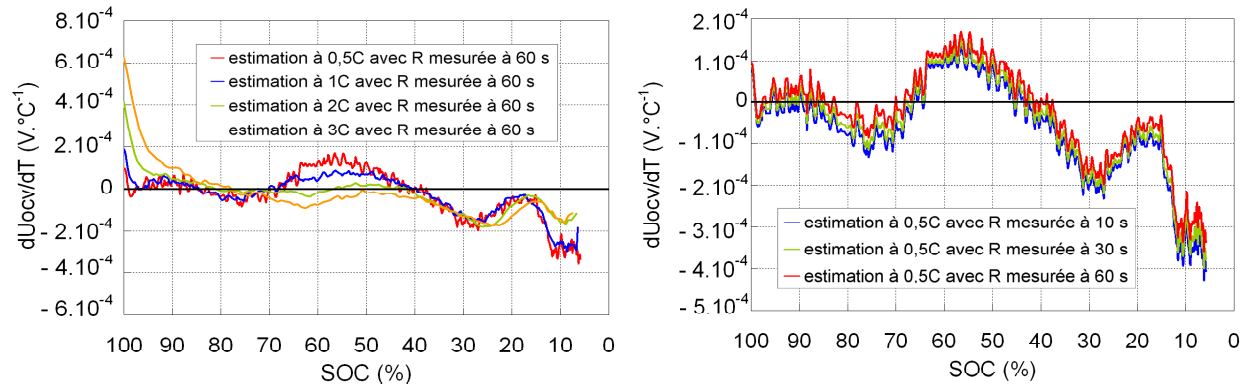 8.10⁻⁴
6.10⁻⁴
4.10⁻⁴
2.10⁻⁴
0
- 2.10⁻⁴
- 4.10⁻⁴
- 6.10⁻⁴
dUocv/dT (V.°C⁻¹)
estimation à 0,5C avec R mesurée à 60 s
estimation à 1C avec R mesurée à 60 s
estimation à 2C avec R mesurée à 60 s
estimation à 3C avec R mesurée à 60 s
100 90 80 70 60 50 40 30 20 10 0
SOC (%)
2.10⁻⁴
1.10⁻⁴
0
-1.10⁻⁴
- 2.10⁻⁴
- 3.10⁻⁴
- 4.10⁻⁴
- 5.10⁻⁴
dUocv/dT (V.°C⁻¹)
estimation à 0,5C avec R mesurée à 10 s
estimation à 0,5C avec R mesurée à 30 s
estimation à 0,5C avec R mesurée à 60 s
100 90 80 70 60 50 40 30 20 10 0
SOC (%)